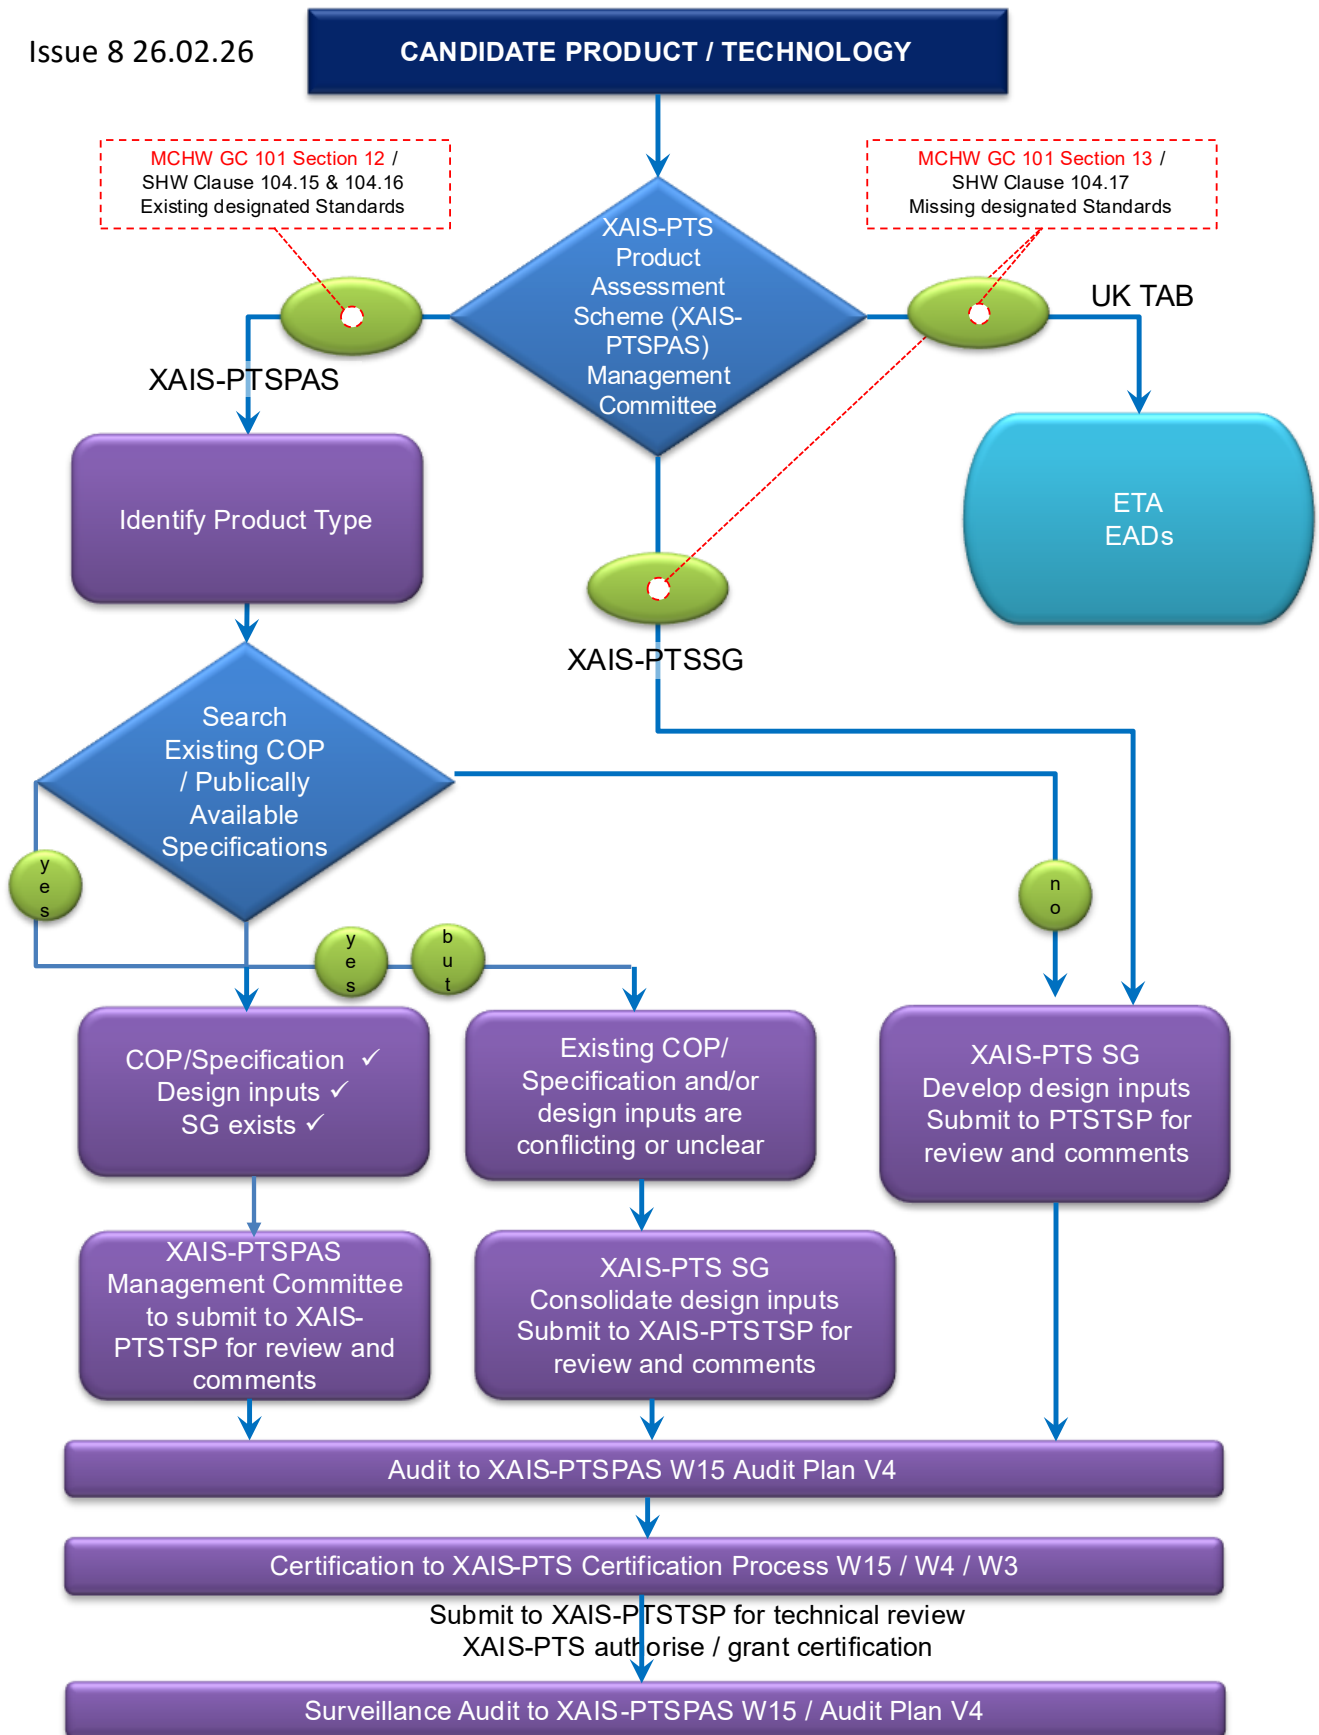 Issue 8 26.02.26
CANDIDATE PRODUCT / TECHNOLOGY
MCHW GC 101 Section 12 /
SHW Clause 104.15 & 104.16
Existing designated Standards
MCHW GC 101 Section 13 /
SHW Clause 104.17
Missing designated Standards
XAIS-PTS
Product
Assessment
Scheme (XAIS-
PTSPAS)
Management
Committee
UK TAB
XAIS-PTSPAS
Identify Product Type
ETA
EADs
XAIS-PTSSG
Search
Existing COP
/ Publically
Available
Specifications
y
e
s
n
o
y
e
s
b
u
t
COP/Specification ✓
Design inputs ✓
SG exists ✓
Existing COP/
Specification and/or
design inputs are
conflicting or unclear
XAIS-PTS SG
Develop design inputs
Submit to PTSTSP for
review and comments
XAIS-PTSPAS
Management Committee
to submit to XAIS-
PTSTSP for review and
comments
XAIS-PTS SG
Consolidate design inputs
Submit to XAIS-PTSTSP for
review and comments
Audit to XAIS-PTSPAS W15 Audit Plan V4
Certification to XAIS-PTS Certification Process W15 / W4 / W3
Submit to XAIS-PTSTSP for technical review
XAIS-PTS authorise / grant certification
Surveillance Audit to XAIS-PTSPAS W15 / Audit Plan V4